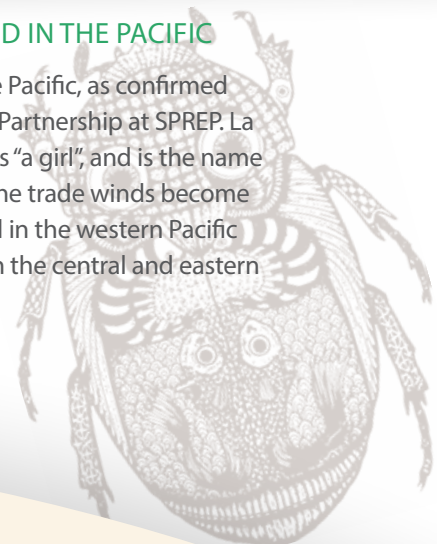 D IN THE PACIFIC
e Pacific, as confirmed
Partnership at SPREP. La
s “a girl”, and is the name
ne trade winds become
l in the western Pacific
n the central and eastern